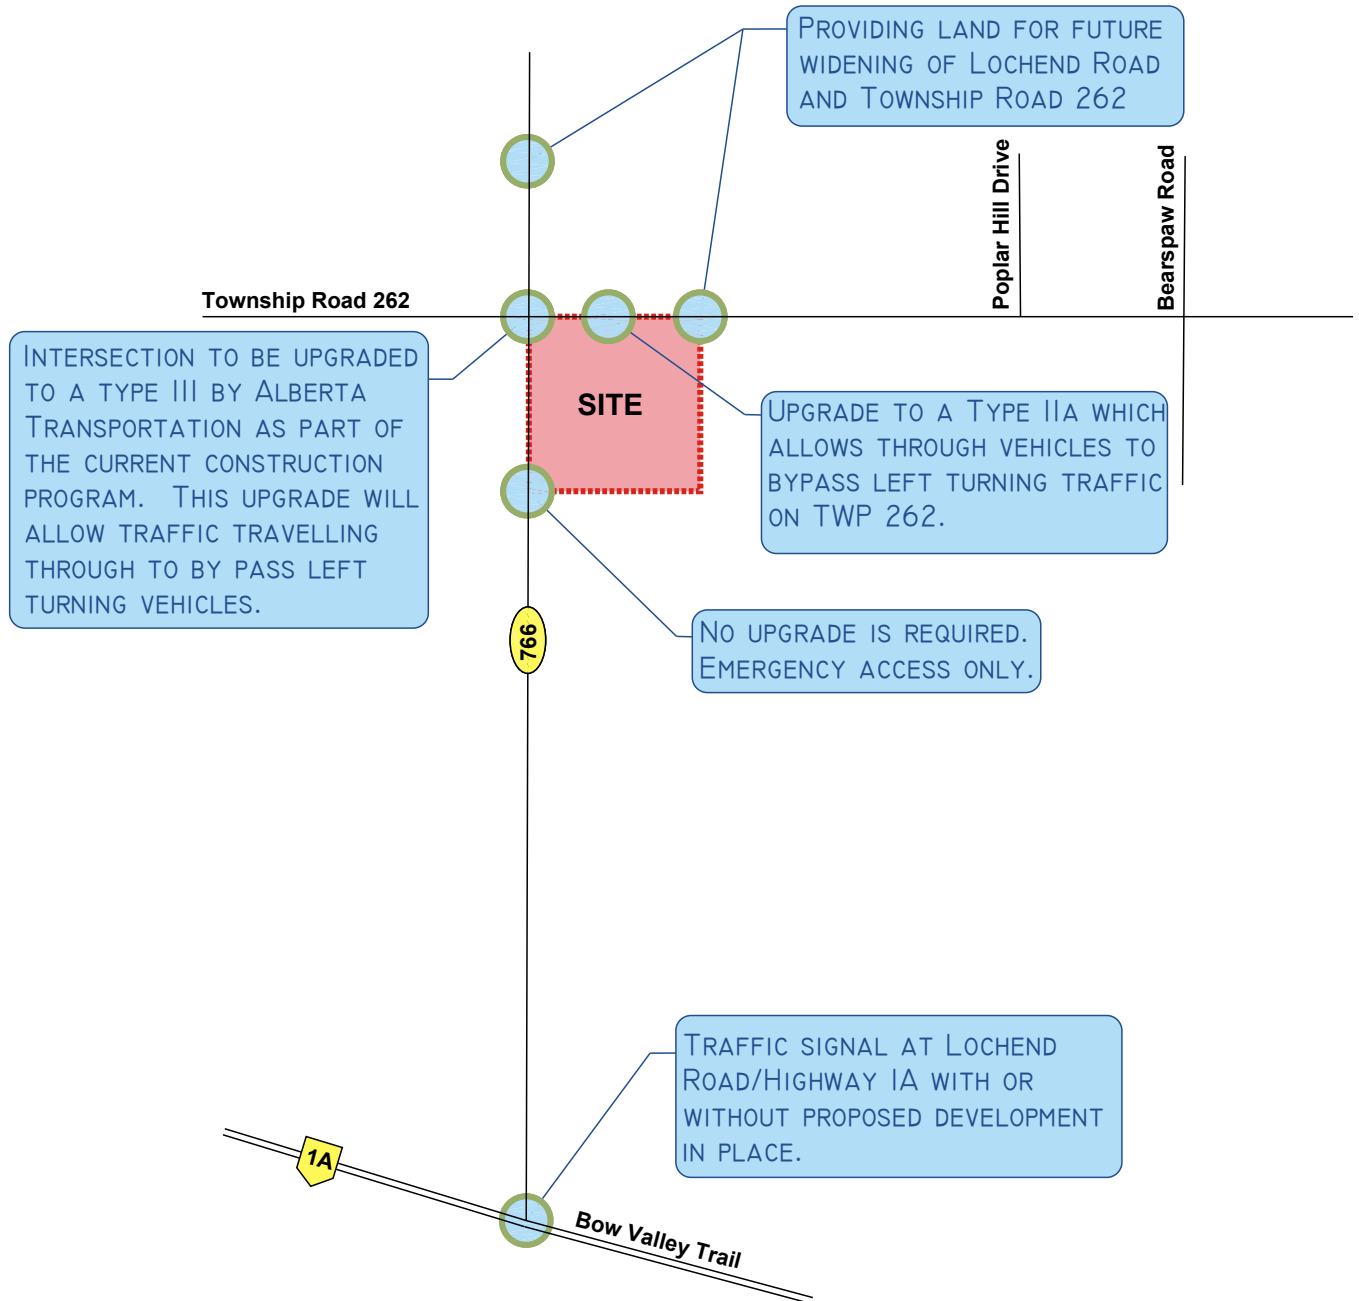 PROVIDING LAND FOR FUTURE
WIDENING OF LOCHEND ROAD
AND TOWNSHIP ROAD 262
Poplar Hill Drive
Bearspaw Road
Township Road 262
INTERSECTION TO BE UPGRADED
TO A TYPE III BY ALBERTA
TRANSPORTATION AS PART OF
THE CURRENT CONSTRUCTION
PROGRAM. THIS UPGRADE WILL
ALLOW TRAFFIC TRAVELLING
THROUGH TO BY PASS LEFT
TURNING VEHICLES.
SITE
UPGRADE TO A TYPE IIA WHICH
ALLOWS THROUGH VEHICLES TO
BYPASS LEFT TURNING TRAFFIC
ON TWP 262.
766
NO UPGRADE IS REQUIRED.
EMERGENCY ACCESS ONLY.
TRAFFIC SIGNAL AT LOCHEND
ROAD/HIGHWAY 1A WITH OR
WITHOUT PROPOSED DEVELOPMENT
IN PLACE.
1A
Bow Valley Trail